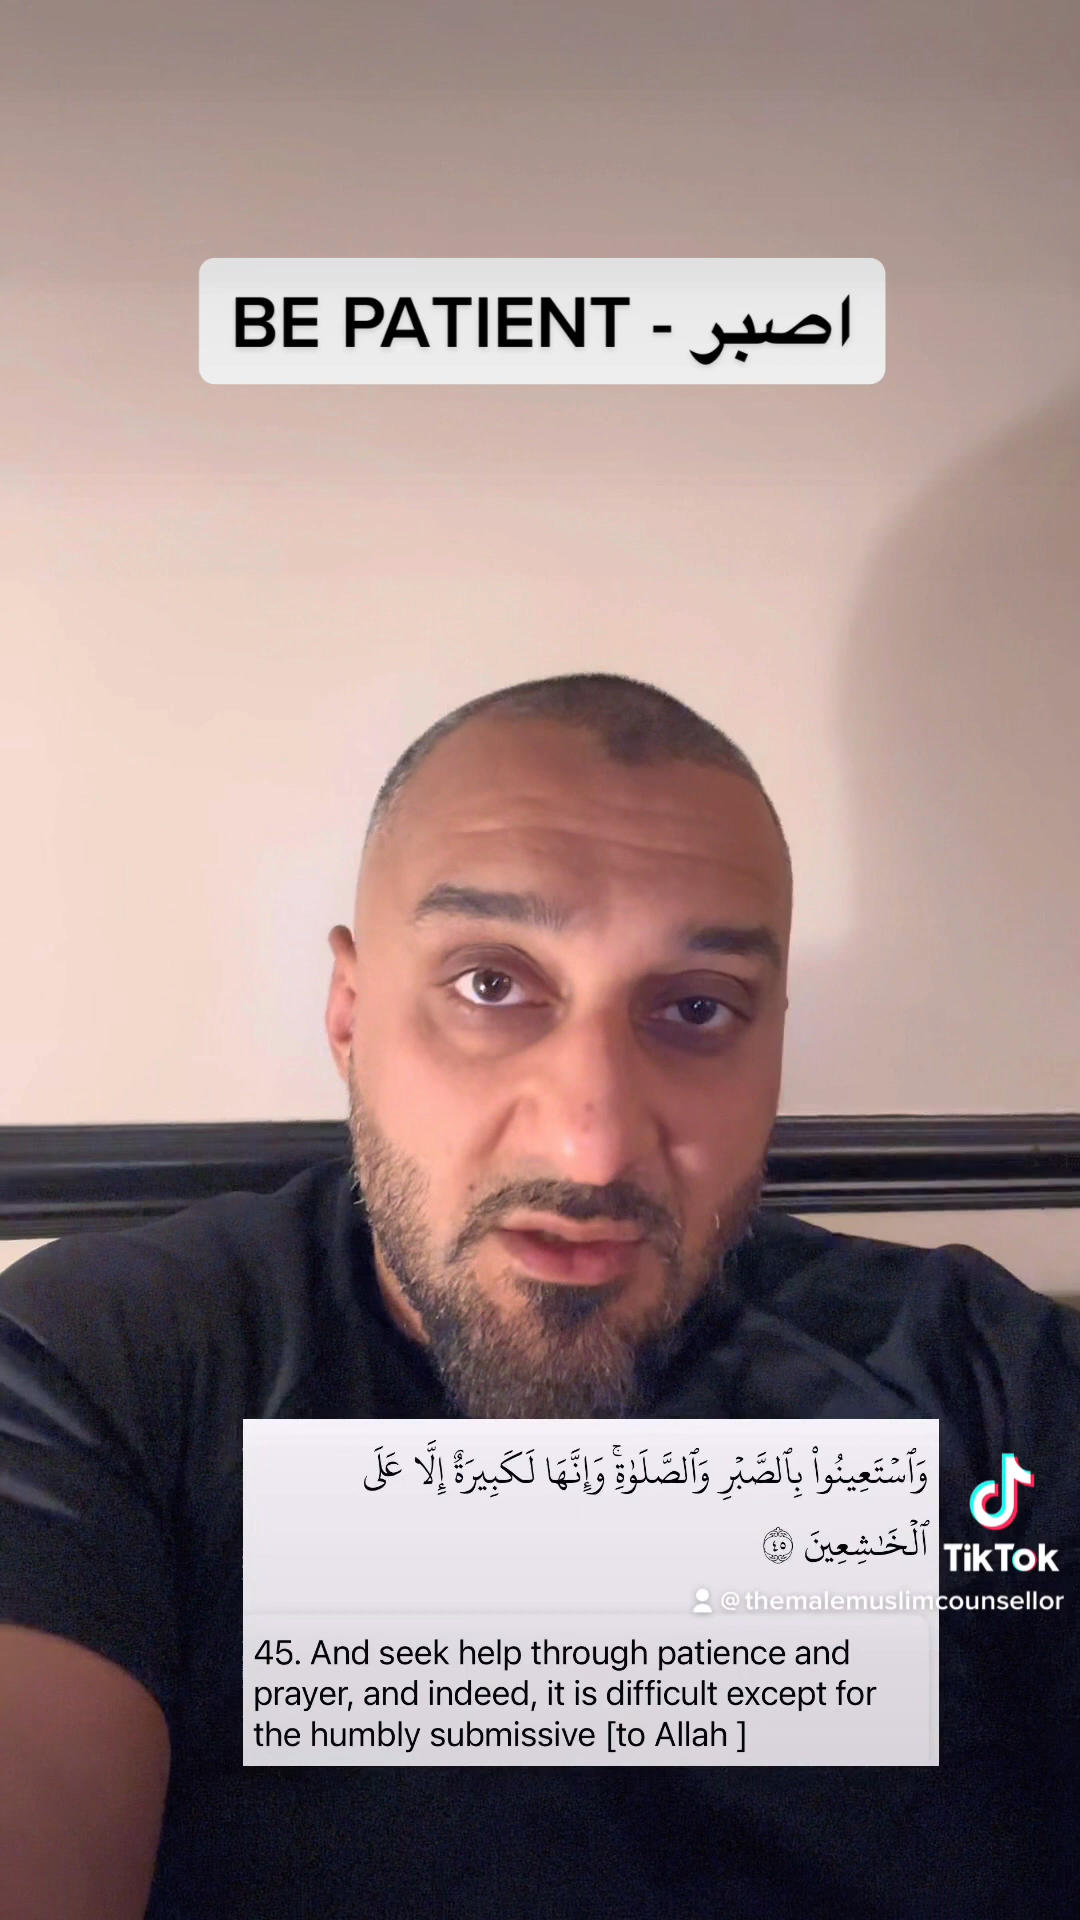 BE PATIENT - اصبر
وَٱسۡتَعِينُواْ بِٱلصَّبۡرِ وَٱلصَّلَوٰةِۚ وَإِنَّهَا لَكَبِيرَةٌ إِلَّا عَلَى
ٱلۡخَٰشِعِينَ ٤٥
TikTok
@themalemuslimcounsellor
45. And seek help through patience and
prayer, and indeed, it is difficult except for
the humbly submissive [to Allah ]